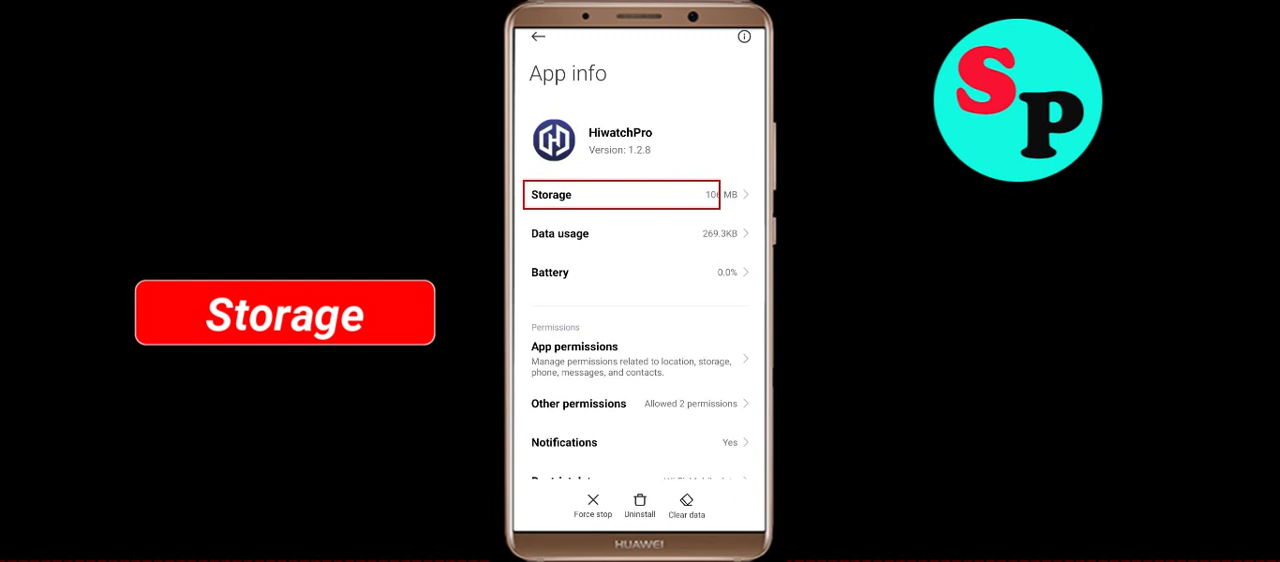 App info
HiwatchPro
Version: 1.2.8
Storage 106 MB
Data usage 269.3KB
Battery 0.0%
Permissions
App permissions
Manage permissions related to location, storage,
phone, messages, and contacts.
Other permissions Allowed 2 permissions
Notifications Yes
Force stop Uninstall Clear data
HUAWEI
Storage
SP